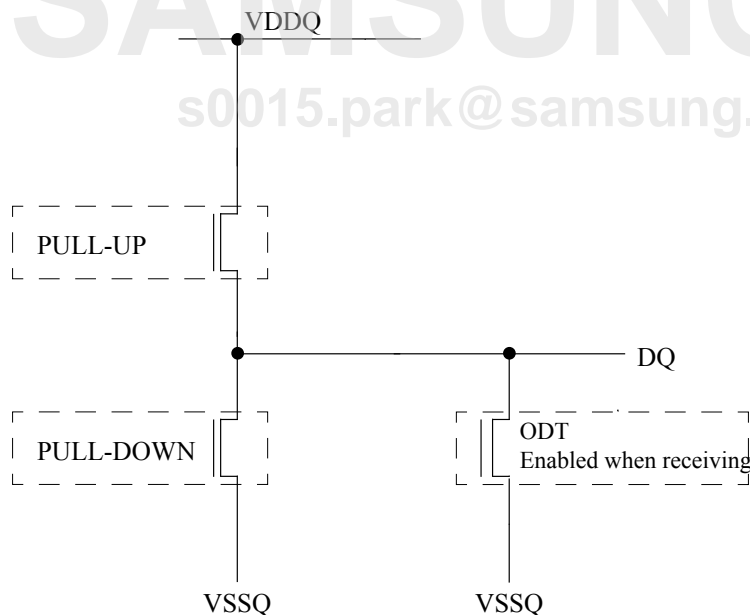 SAMSUNG
VDDQ
s0015.park@samsung.
PULL-UP
DQ
PULL-DOWN
ODT
Enabled when receiving
VSSQ
VSSQ